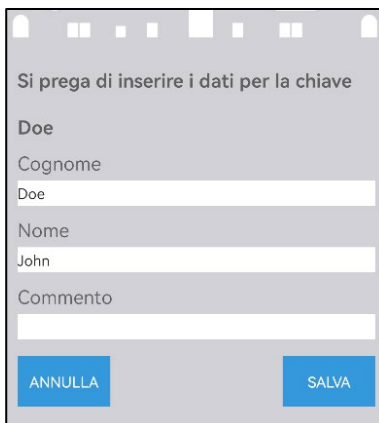 Si prega di inserire i dati per la chiave
Doe
Cognome
Doe
Nome
John
Commento
ANNULLA
SALVA